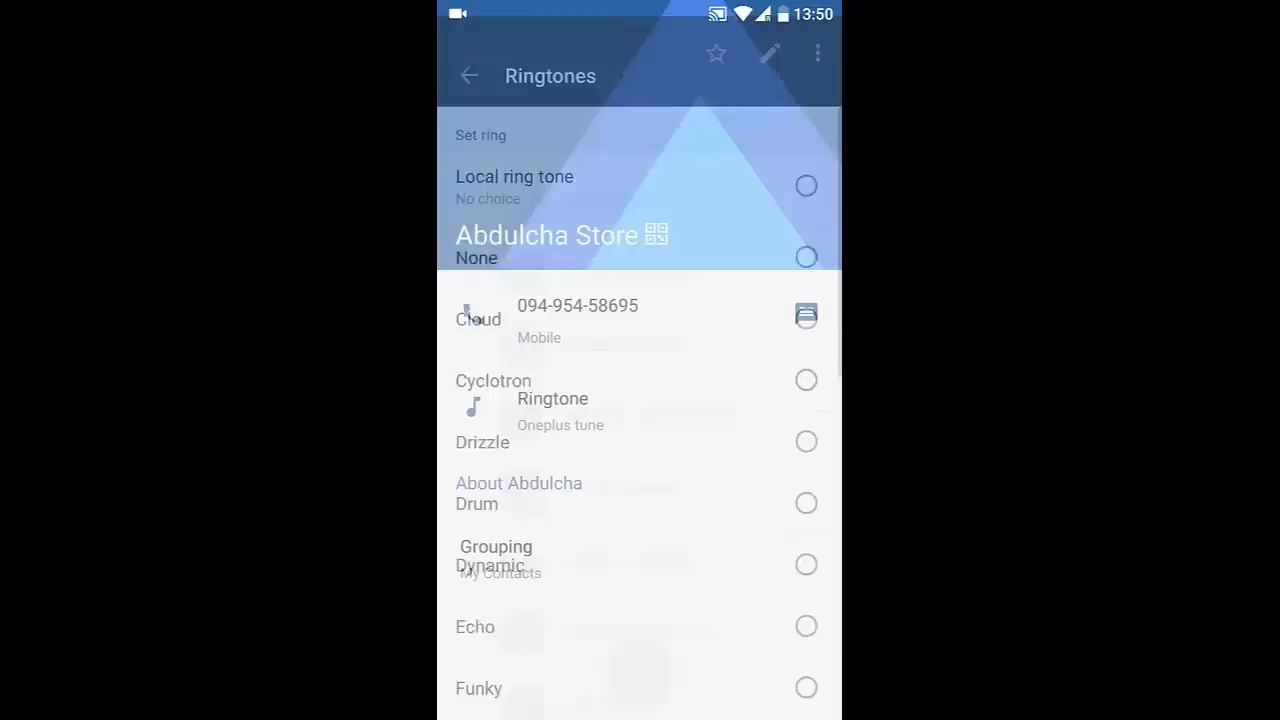 13:50
Ringtones
Set ring
Local ring tone
No choice
Abdulcha Store
None
094-954-58695
Cloud
Mobile
Cyclotron
Ringtone
Oneplus tune
Drizzle
About Abdulcha
Drum
Grouping
Dynamic
My Contacts
Echo
Funky